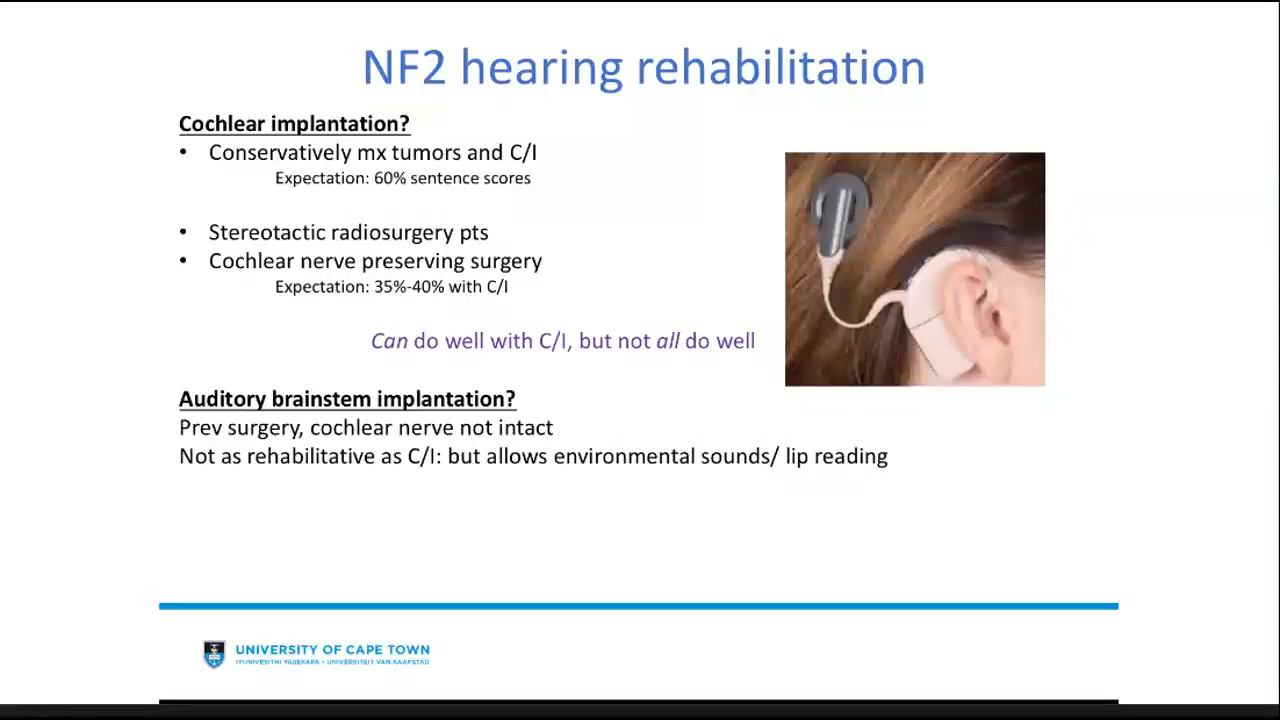 NF2 hearing rehabilitation
Cochlear implantation?
• Conservatively mx tumors and C/I
Expectation: 60% sentence scores
• Stereotactic radiosurgery pts
• Cochlear nerve preserving surgery
Expectation: 35%-40% with C/I
Can do well with C/I, but not all do well
Auditory brainstem implantation?
Prev surgery, cochlear nerve not intact
Not as rehabilitative as C/I: but allows environmental sounds/ lip reading
UNIVERSITY OF CAPE TOWN
IYUNIVESITHI YASEKAPA • UNIVERSITEIT VAN KAAPSTAD